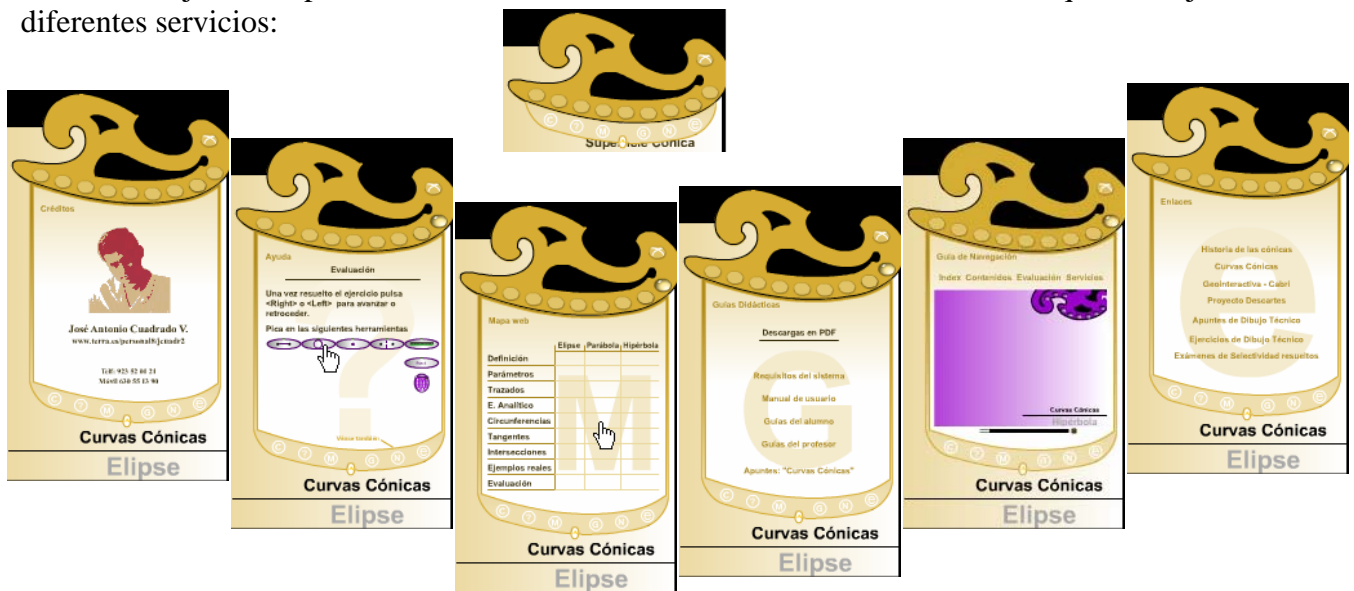 diferentes servicios:
C ? M G N e
Superficie Cónica
Créditos
José Antonio Cuadrado V.
C ? M G N e
Curvas Cónicas
Elipse
Ayuda
Evaluación
Una vez resuelto el ejercicio pulsa
<Right> o <Left> para avanzar o
retroceder.
Pica en las siguientes herramientas
?
C ? M G N e
Curvas Cónicas
Elipse
Mapa web
Elipse Parábola Hipérbola
Definición
Parámetros
Trazados
E. Analítico
Circunferencias
Tangentes
Intersecciones
Ejemplos reales
Evaluación
M
C ? M G N e
Curvas Cónicas
Elipse
Guías Didácticas
Descargas en PDF
Requisitos del sistema
Manual de usuario
Guías del alumno
Guías del profesor
Apuntes: "Curvas Cónicas"
G
C ? M G N e
Curvas Cónicas
Elipse
Guía de Navegación
Index Contenidos Evaluación Servicios
Curvas Cónicas
Hipérbola
C ? M G N e
Curvas Cónicas
Elipse
Enlaces
Historia de las cónicas
Curvas Cónicas
Geointeractiva - Cabri
Proyecto Descartes
Apuntes de Dibujo Técnico
Ejercicios de Dibujo Técnico
Exámenes de Selectividad resueltos
e
C ? M G N e
Curvas Cónicas
Elipse